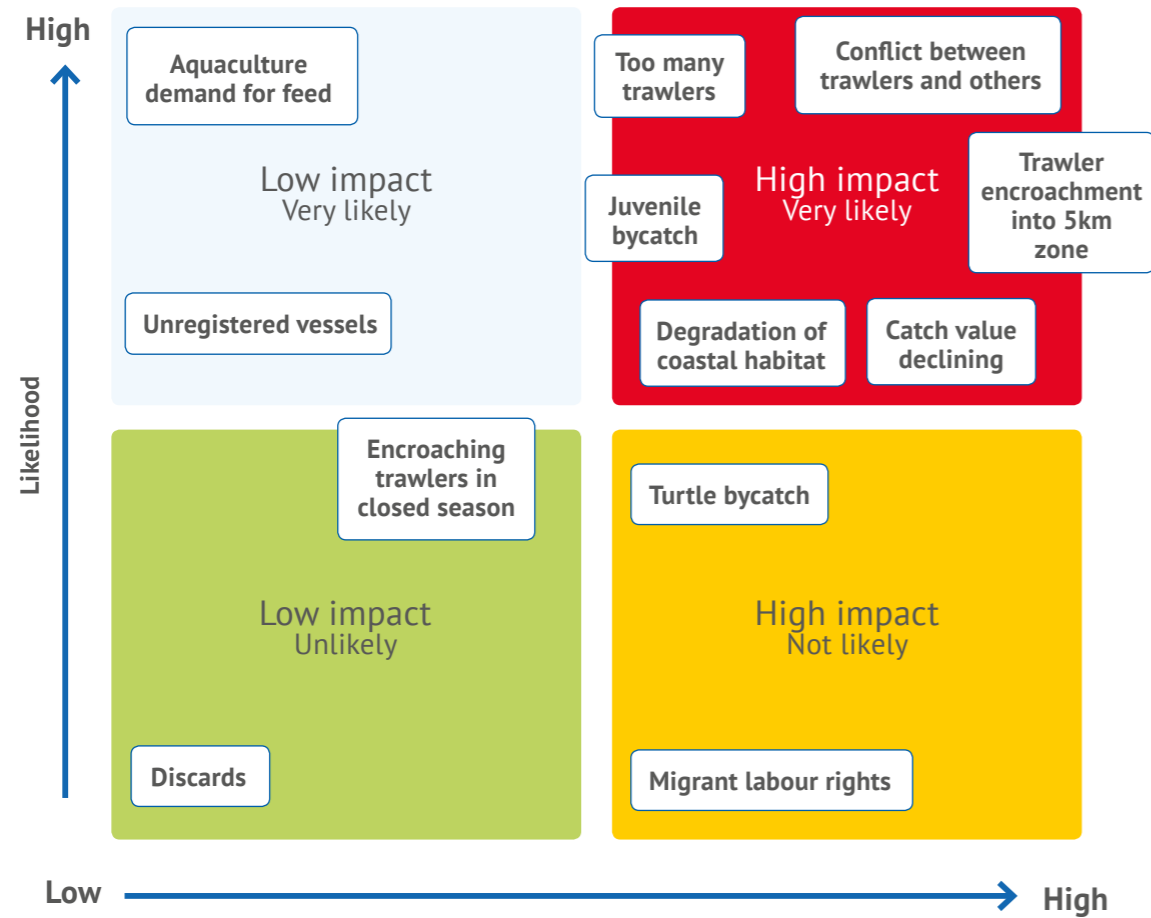 High
Aquaculture
demand for feed
Too many
trawlers
Conflict between
trawlers and others
Low impact
Very likely
Juvenile
bycatch
High impact
Very likely
Trawler
encroachment
into 5km
zone
Unregistered vessels
Degradation of
coastal habitat
Catch value
declining
Likelihood
Encroaching
trawlers in
closed season
Turtle bycatch
Low impact
Unlikely
High impact
Not likely
Discards
Migrant labour rights
Low
High